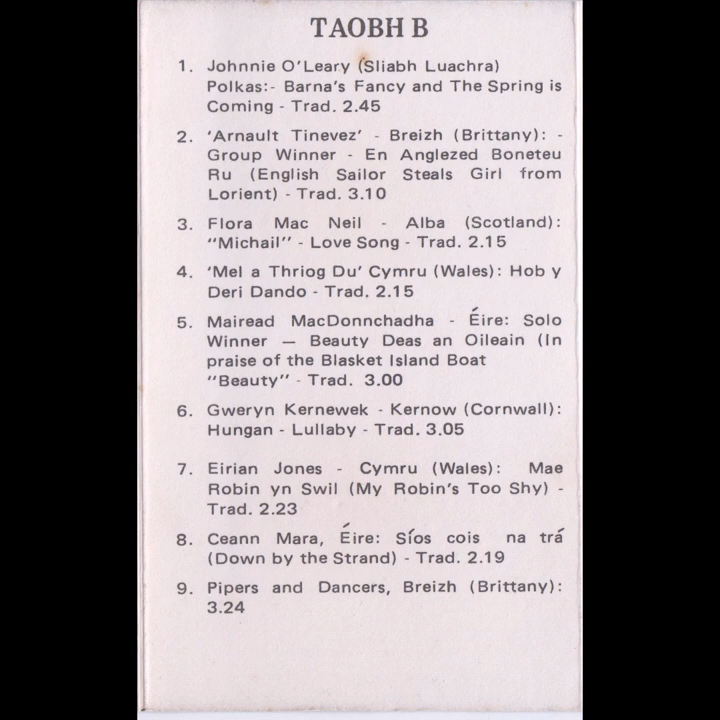 TAOBH B
1. Johnnie O'Leary (Sliabh Luachra)
Polkas:- Barna's Fancy and The Spring is
Coming - Trad. 2.45
2. 'Arnault Tinevez' - Breizh (Brittany): -
Group Winner - En Anglezed Boneteu
Ru (English Sailor Steals Girl from
Lorient) - Trad. 3.10
3. Flora Mac Neil - Alba (Scotland):
"Michail" - Love Song - Trad. 2.15
4. 'Mel a Thriog Du' Cymru (Wales): Hob y
Deri Dando - Trad. 2.15
5. Mairead MacDonnchadha - Éire: Solo
Winner — Beauty Deas an Oileain (In
praise of the Blasket Island Boat
"Beauty" - Trad. 3.00
6. Gweryn Kernewek - Kernow (Cornwall):
Hungan - Lullaby - Trad. 3.05
7. Eirian Jones - Cymru (Wales): Mae
Robin yn Swil (My Robin's Too Shy) -
Trad. 2.23
8. Ceann Mara, Éire: Síos cois na trá
(Down by the Strand) - Trad. 2.19
9. Pipers and Dancers, Breizh (Brittany):
3.24